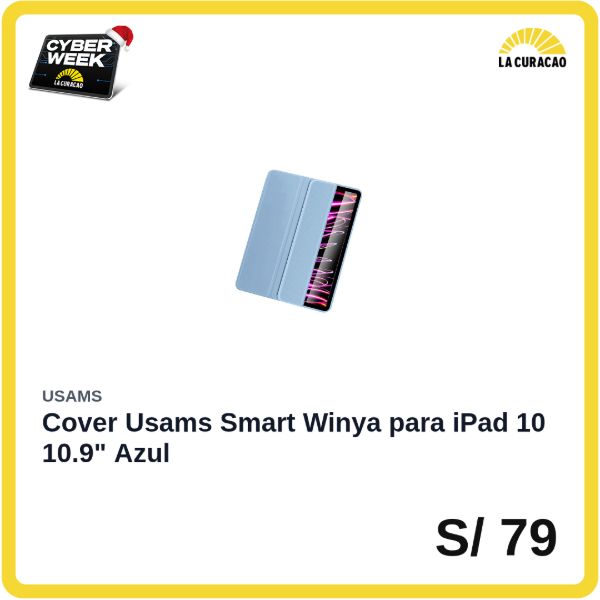 CYBER
WEEK
LA CURACAO
LA CURACAO
USAMS
Cover Usams Smart Winya para iPad 10
10.9" Azul
S/ 79